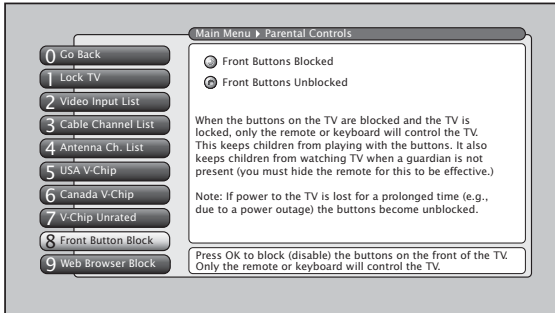 Main Menu ▶ Parental Controls
0 Go Back
1 Lock TV
2 Video Input List
3 Cable Channel List
4 Antenna Ch. List
5 USA V-Chip
6 Canada V-Chip
7 V-Chip Unrated
8 Front Button Block
9 Web Browser Block
Front Buttons Blocked
Front Buttons Unblocked
When the buttons on the TV are blocked and the TV is
locked, only the remote or keyboard will control the TV.
This keeps children from playing with the buttons. It also
keeps children from watching TV when a guardian is not
present (you must hide the remote for this to be effective.)
Note: If power to the TV is lost for a prolonged time (e.g.,
due to a power outage) the buttons become unblocked.
Press OK to block (disable) the buttons on the front of the TV.
Only the remote or keyboard will control the TV.